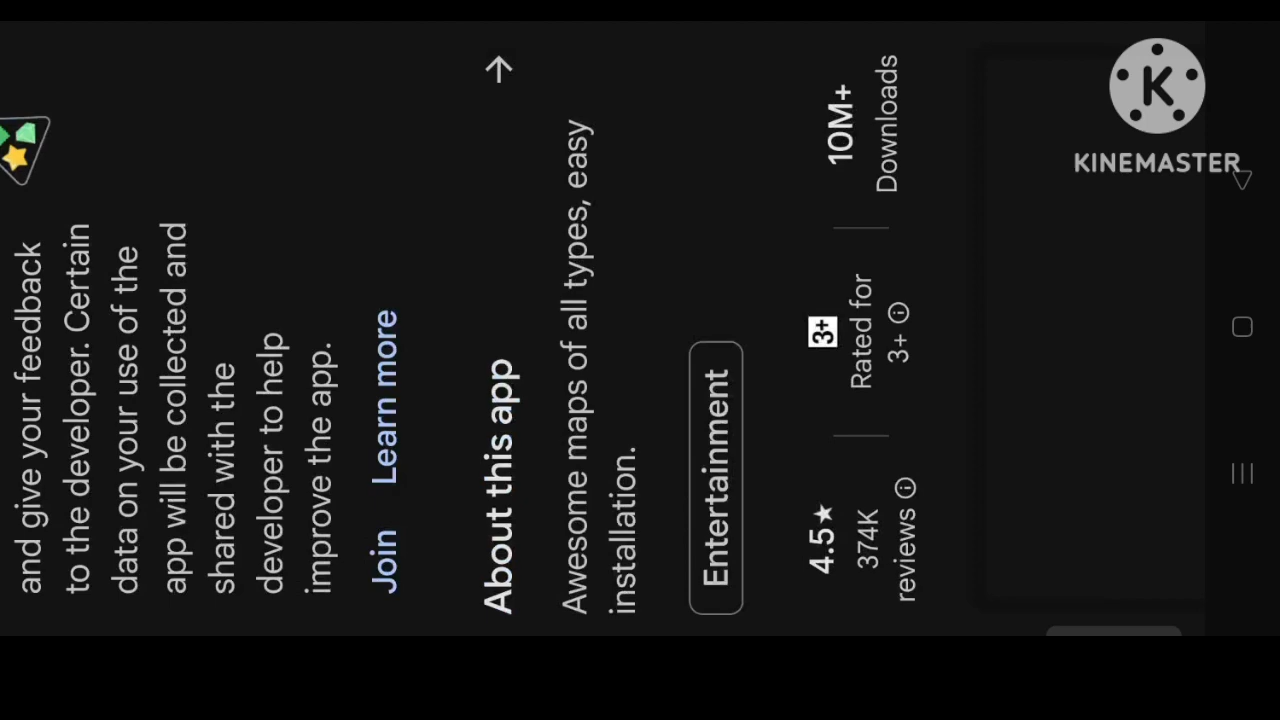 and give your feedback
to the developer. Certain
data on your use of the
app will be collected and
shared with the
developer to help
improve the app.
Join Learn more
About this app
Awesome maps of all types, easy
installation.
Entertainment
4.5★
374K
reviews
3+
Rated for
3+
10M+
Downloads
K
KINEMASTER